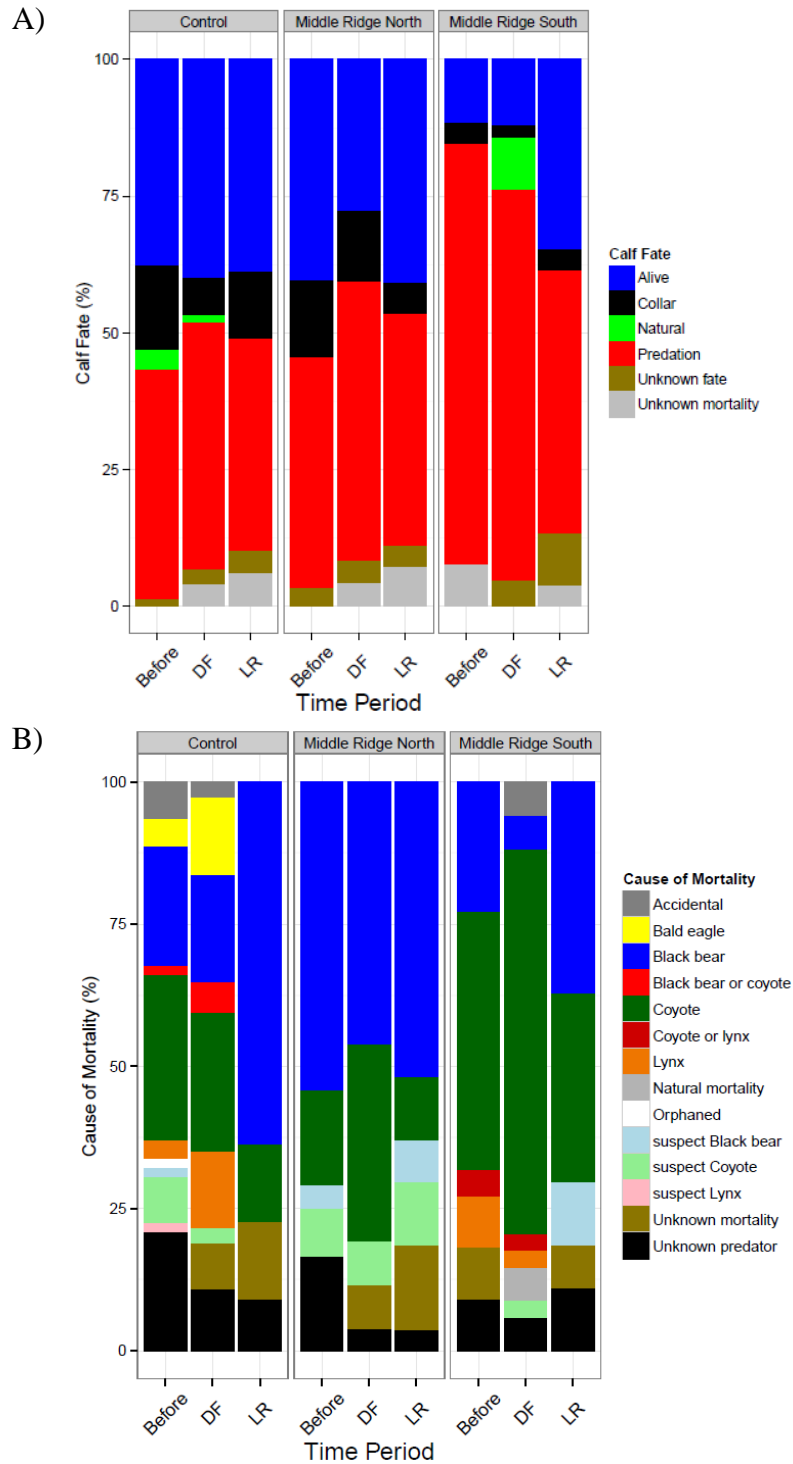 A)
Control
Middle Ridge North
Middle Ridge South
100
75
50
25
0
Calf Fate (%)
Before
DF
LR
Before
DF
LR
Before
DF
LR
Time Period
Calf Fate
Alive
Collar
Natural
Predation
Unknown fate
Unknown mortality
B)
Control
Middle Ridge North
Middle Ridge South
100
75
50
25
0
Cause of Mortality (%)
Before
DF
LR
Before
DF
LR
Before
DF
LR
Time Period
Cause of Mortality
Accidental
Bald eagle
Black bear
Black bear or coyote
Coyote
Coyote or lynx
Lynx
Natural mortality
Orphaned
suspect Black bear
suspect Coyote
suspect Lynx
Unknown mortality
Unknown predator